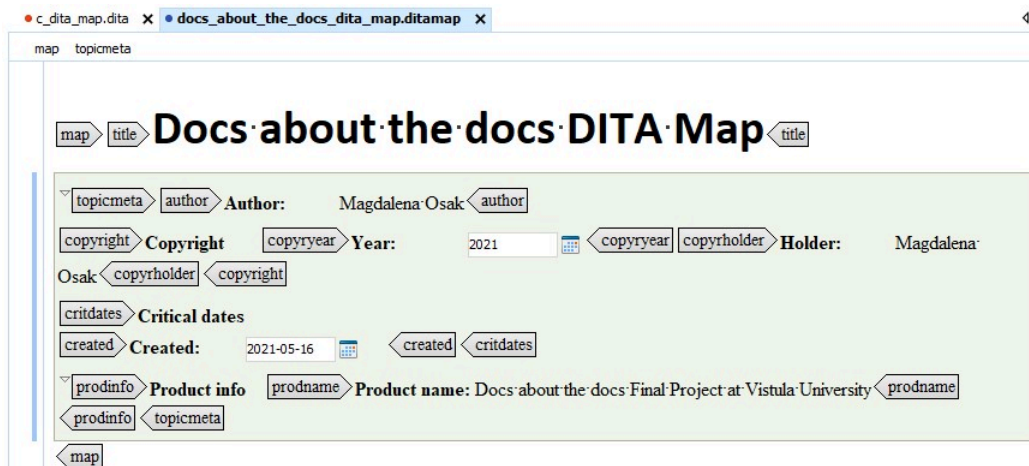 c_dita_map.dita X docs_about_the_docs_dita_map.ditamap X
map topicmeta
map title Docs about the docs DITA Map title
topicmeta author Author: Magdalena Osak author
copyright Copyright copyryear Year: 2021 copyryear copyrholder Holder: Magdalena
Osak copyrholder copyright
critdates Critical dates
created Created: 2021-05-16 created critdates
prodinfo Product info prodname Product name: Docs about the docs Final Project at Vistula University prodname
prodinfo topicmeta
map